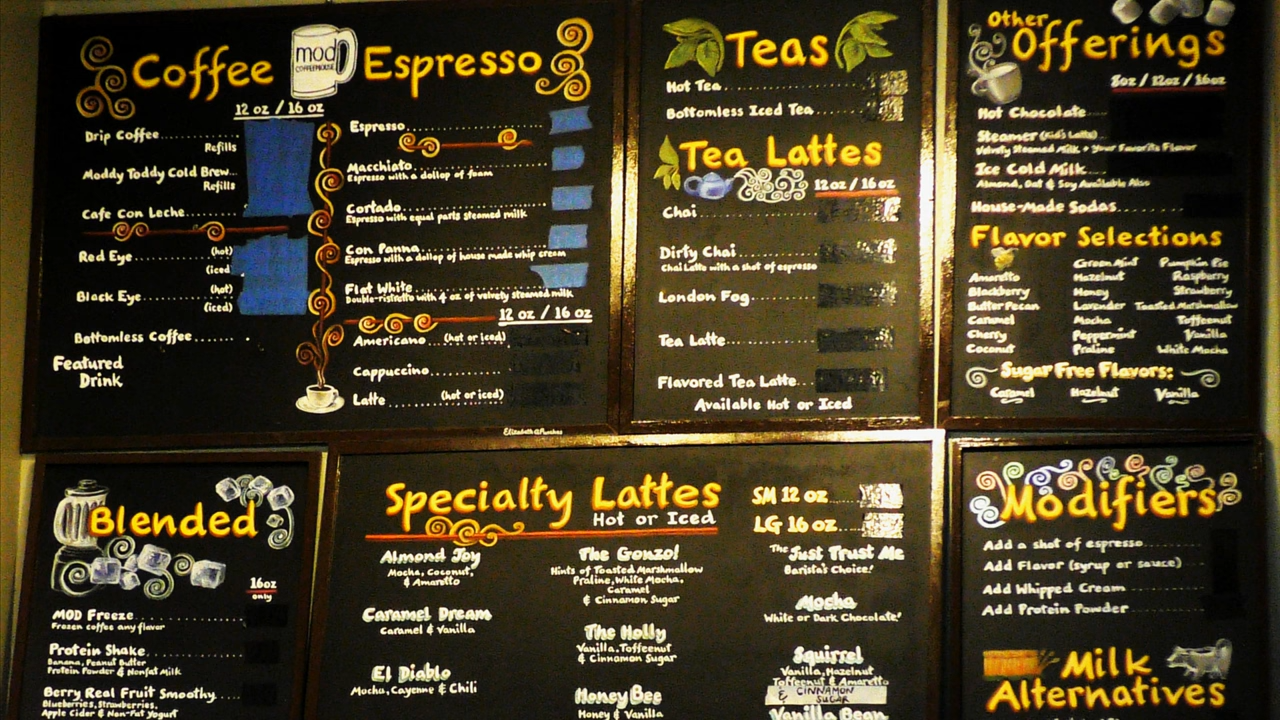 Coffee
mod
COFFEEHOUSE
Espresso
12 oz / 16 oz
Drip Coffee
Refills
Moddy Toddy Cold Brew
Refills
Cafe Con Leche
Red Eye (hot)
(iced)
Black Eye (hot)
(iced)
Bottomless Coffee
Featured
Drink
Espresso
Macchiato
Espresso with a dollop of foam
Cortado
Espresso with equal parts steamed milk
Con Panna
Espresso with a dollop of house made whip cream
Flat White
Double-ristretto with 4 oz of velvety steamed milk
12 oz / 16 oz
Americano (hot or iced)
Cappuccino
Latte (hot or iced)
Teas
Hot Tea
Bottomless Iced Tea
Tea Lattes
12 oz / 16 oz
Chai
Dirty Chai
Chai Latte with a shot of espresso
London Fog
Tea Latte
Flavored Tea Latte
Available Hot or Iced
Other
Offerings
8oz / 12oz / 16oz
Hot Chocolate
Steamer (Kid's Latte)
Velvety Steamed Milk + Your Favorite Flavor
Ice Cold Milk
Almond, Oat & Soy Available Also
House-Made Sodas
Flavor Selections
Amaretto
Blackberry
Butter Pecan
Caramel
Cherry
Coconut
Green Mint
Hazelnut
Honey
Lavender
Mocha
Peppermint
Praline
Pumpkin Pie
Raspberry
Strawberry
Toasted Marshmallow
Toffeenut
Vanilla
White Mocha
Sugar Free Flavors:
Caramel Hazelnut Vanilla
Blended
16oz
only
MOD Freeze
Frozen coffee any flavor
Protein Shake
Banana, Peanut Butter
Protein Powder & Nonfat Milk
Berry Real Fruit Smoothy
Blueberries, Strawberries,
Apple Cider & Non-Fat Yogurt
Specialty Lattes
Hot or Iced
SM 12 oz
LG 16 oz
Almond Joy
Mocha, Coconut,
& Amaretto
Caramel Dream
Caramel & Vanilla
El Diablo
Mocha, Cayenne & Chili
The Gonzo!
Hints of Toasted Marshmallow
Praline, White Mocha,
Caramel
& Cinnamon Sugar
The Holly
Vanilla, Toffeenut
& Cinnamon Sugar
Honey Bee
Honey & Vanilla
The Just Trust Me
Barista's Choice!
Mocha
White or Dark Chocolate!
Squirrel
Vanilla, Hazelnut
Toffeenut & Amaretto
& CINNAMON
SUGAR
Vanilla Bean
Modifiers
Add a shot of espresso
Add Flavor (syrup or sauce)
Add Whipped Cream
Add Protein Powder
Milk
Alternatives